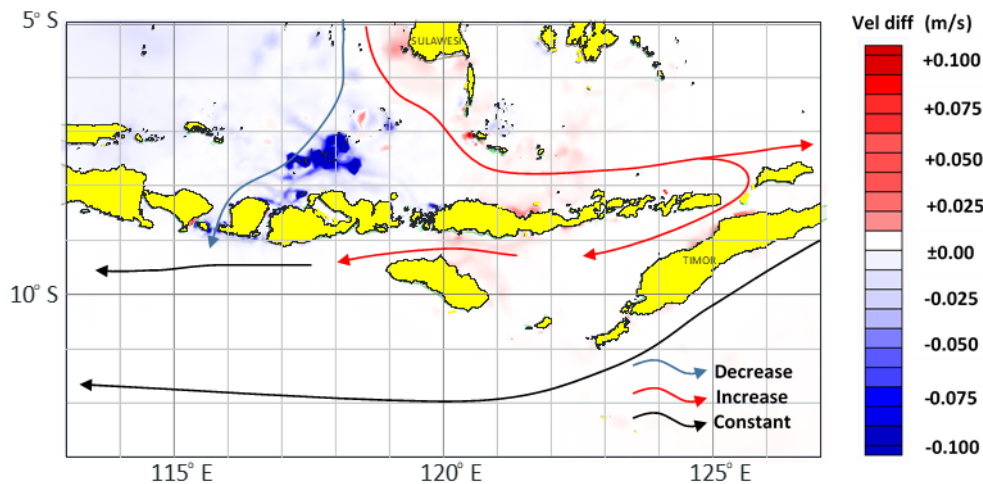 5° S
10° S
115° E
120° E
125° E
SULAWESI
TIMOR
Decrease
Increase
Constant
Vel diff (m/s)
+0.100
+0.075
+0.050
+0.025
±0.00
-0.025
-0.050
-0.075
-0.100